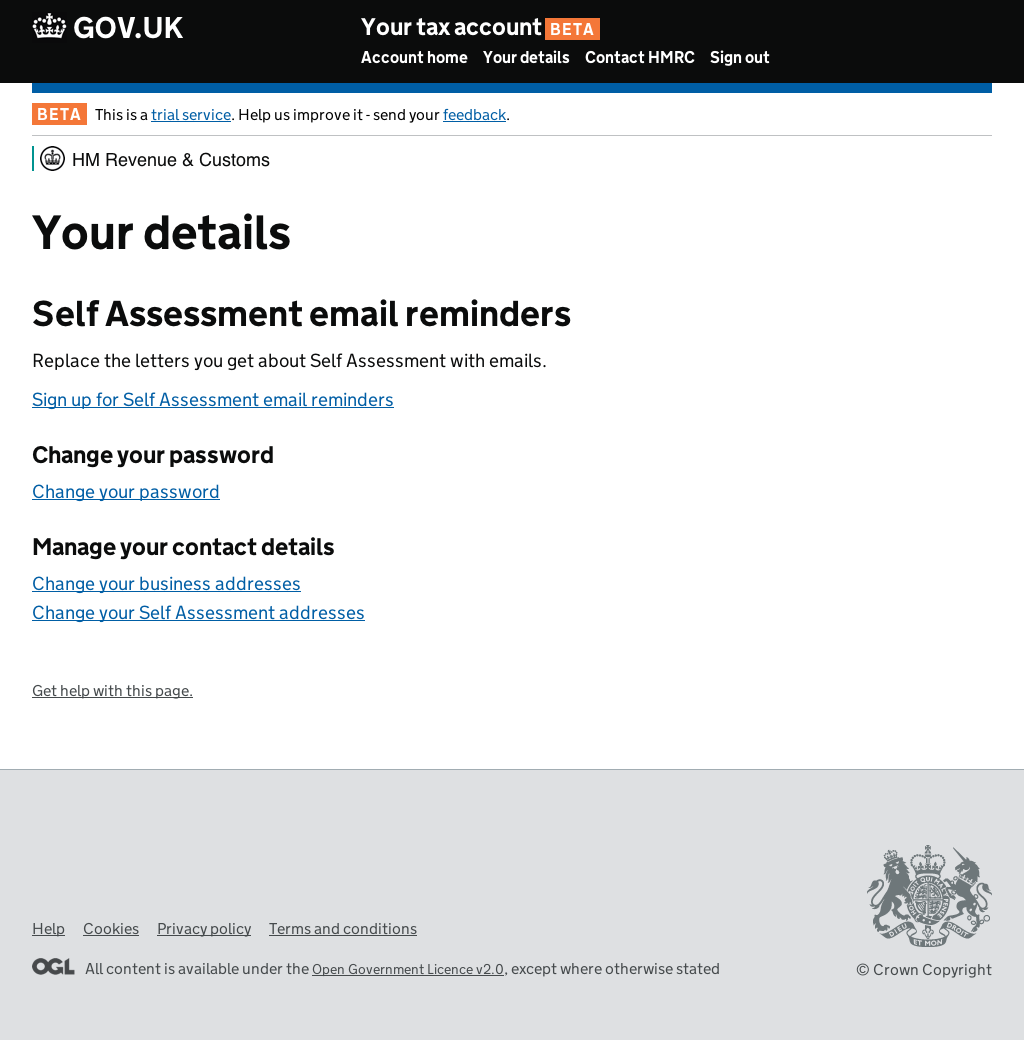 GOV.UK
Your tax account BETA
Account home Your details Contact HMRC Sign out
BETA This is a trial service. Help us improve it - send your feedback.
HM Revenue & Customs
Your details
Self Assessment email reminders
Replace the letters you get about Self Assessment with emails.
Sign up for Self Assessment email reminders
Change your password
Change your password
Manage your contact details
Change your business addresses
Change your Self Assessment addresses
Get help with this page.
Help Cookies Privacy policy Terms and conditions
OGL All content is available under the Open Government Licence v2.0, except where otherwise stated
DIEU ET MON DROIT
© Crown Copyright